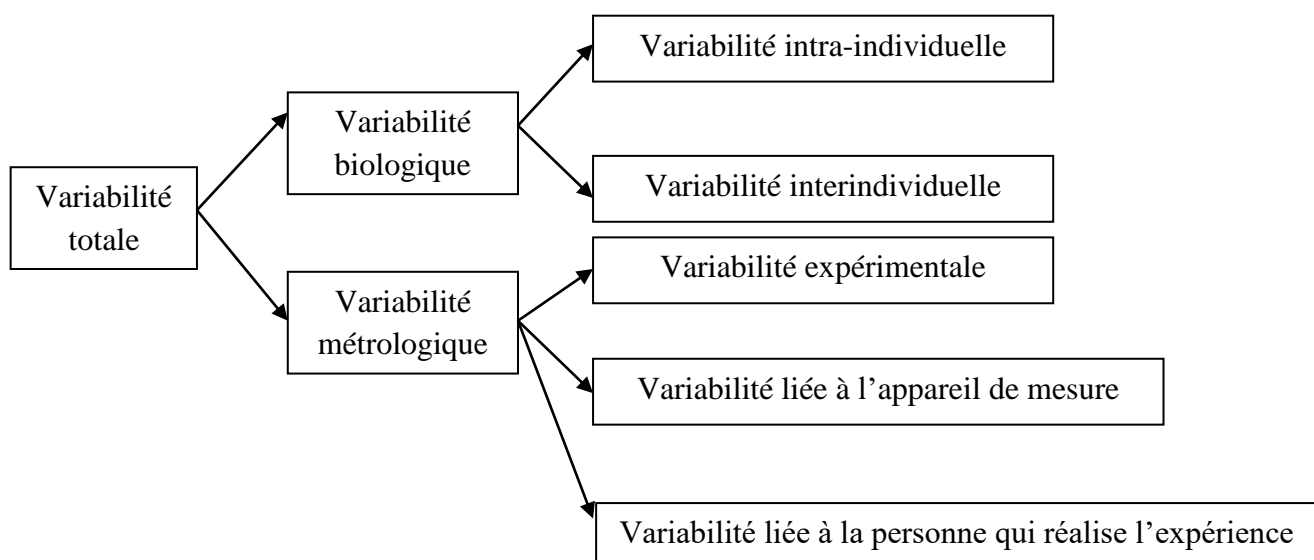 Variabilité
totale
Variabilité
biologique
Variabilité
métrologique
Variabilité intra-individuelle
Variabilité interindividuelle
Variabilité expérimentale
Variabilité liée à l’appareil de mesure
Variabilité liée à la personne qui réalise l’expérience